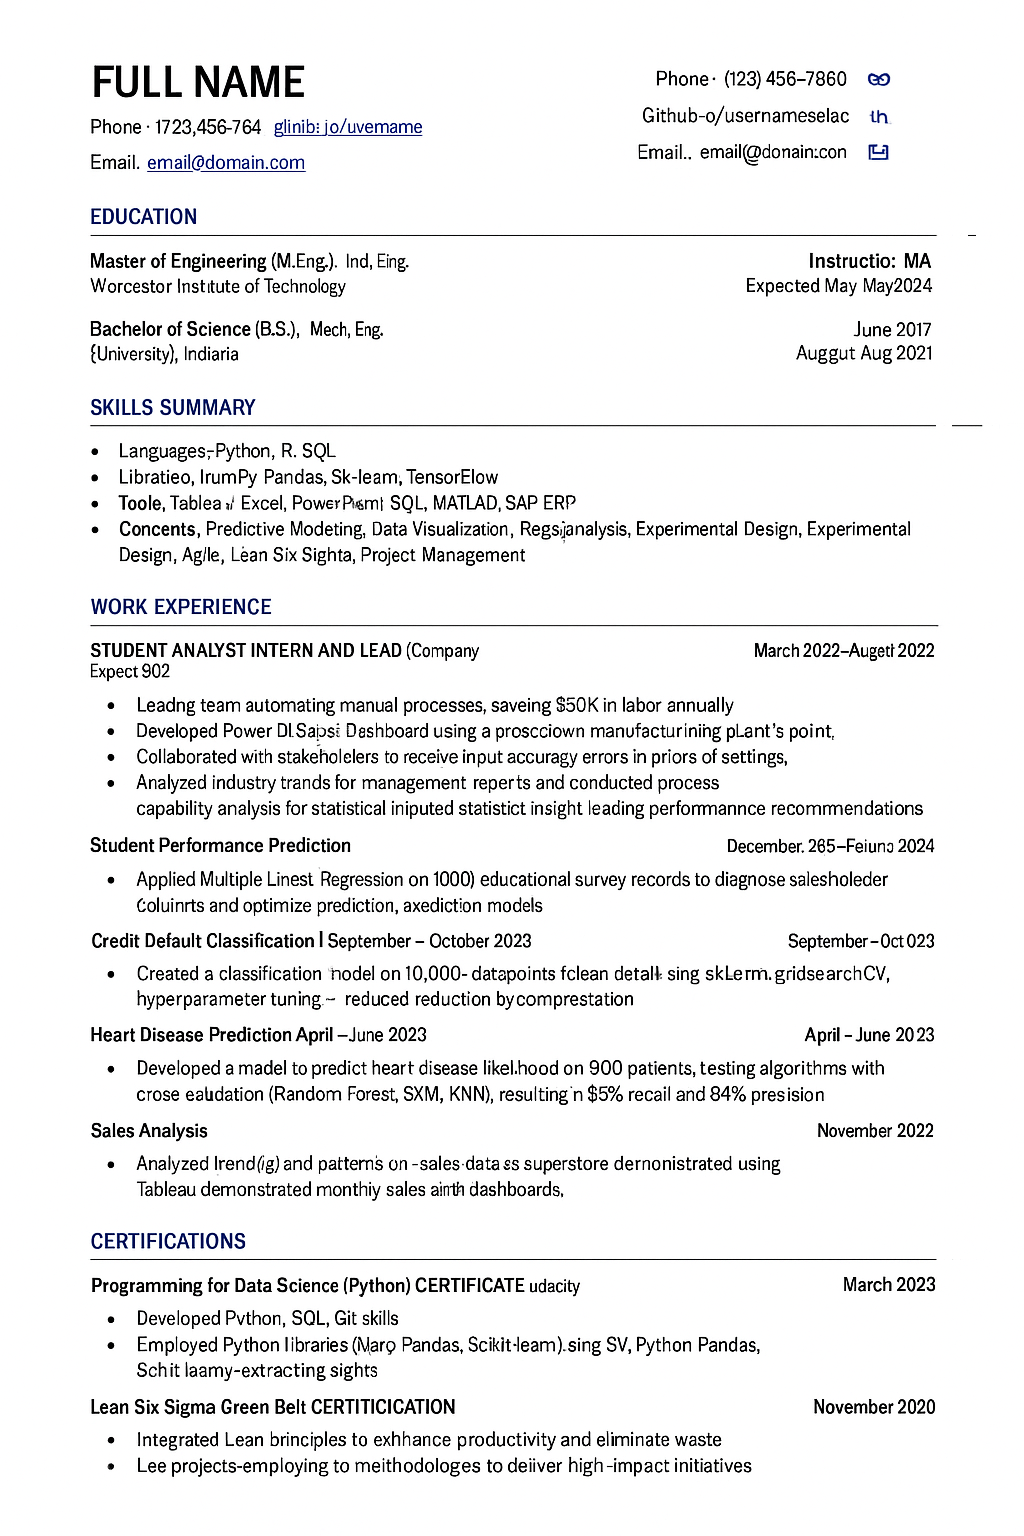 FULL NAME
Phone · 1723,456-764 glinib: jo/uvemame
Email. email@domain.com
Phone · (123) 456–7860
Github-o/usernameselac
Email.. email@donain:con
EDUCATION
Master of Engineering (M.Eng.). Ind, Eing. Instructio: MA
Worcestor Institute of Technology Expected May May2024
Bachelor of Science (B.S.), Mech, Eng. June 2017
{University), Indiaria Auggut Aug 2021
SKILLS SUMMARY
• Languages;-Python, R. SQL
• Libratieo, IrumPy Pandas, Sk-leam, TensorElow
• Toole, Tablea Excel, SQL, MATLAD, SAP ERP
• Concents, Predictive Modeting, Data Visualization, Experimental Design, Experimental
Design, Ag/le, Lean Six Sighta, Project Management
WORK EXPERIENCE
STUDENT ANALYST INTERN AND LEAD (Company March 2022–Augett 2022
Expect 902
• Leadng team automating manual processes, saveing $50K in labor annually
• Developed Power Dashboard using a proscciown manufacturiniñg pLant's point,
• Collaborated with stakeholelers to receive input accuragy errors in priors of settings,
• Analyzed industry trands for management reperts and conducted process
capability analysis for statistical iniputed statistict insight leading performannce recommendations
Student Performance Prediction December. 265–Feiuno 2024
• Applied Multiple Linest Regression on 1000) educational survey records to diagnose salesholeder
Coluinrts and optimize prediction, axediction models
Credit Default Classification | September – October 2023 September–Oct 023
• Created a classification hodel on 10,000- datapoints fclean detall sing skLerm.gridsearchCV,
hyperparameter tuning.~ reduced reduction by comprestation
Heart Disease Prediction April –June 2023 April – June 2023
• Developed a madel to predict heart disease likel.hood on 900 patients, testing algorithms with
crose ealıdation (Random Forest, SXM, KNN), resulting'n $5% recail and 84% presision
Sales Analysis November 2022
• Analyzed Irend(ig) and pattems on -sales·data ss superstore dernonistrated using
Tableau demonstrated monthiy sales dashboards,
CERTIFICATIONS
Programming for Data Science (Python) CERTIFICATE udacity March 2023
• Developed Pvthon, SQL, Git skills
• Employed Python libraries (Naro Pandas, Scikit-leam).sing SV, Python Pandas,
Schit laamy-extracting sights
Lean Six Sigma Green Belt CERTITICICATION November 2020
• Integrated Lean brinciples to exhhance productivity and eliminate waste
• Lee projects-employing to meithodologes to deiiver high-impact initiatives